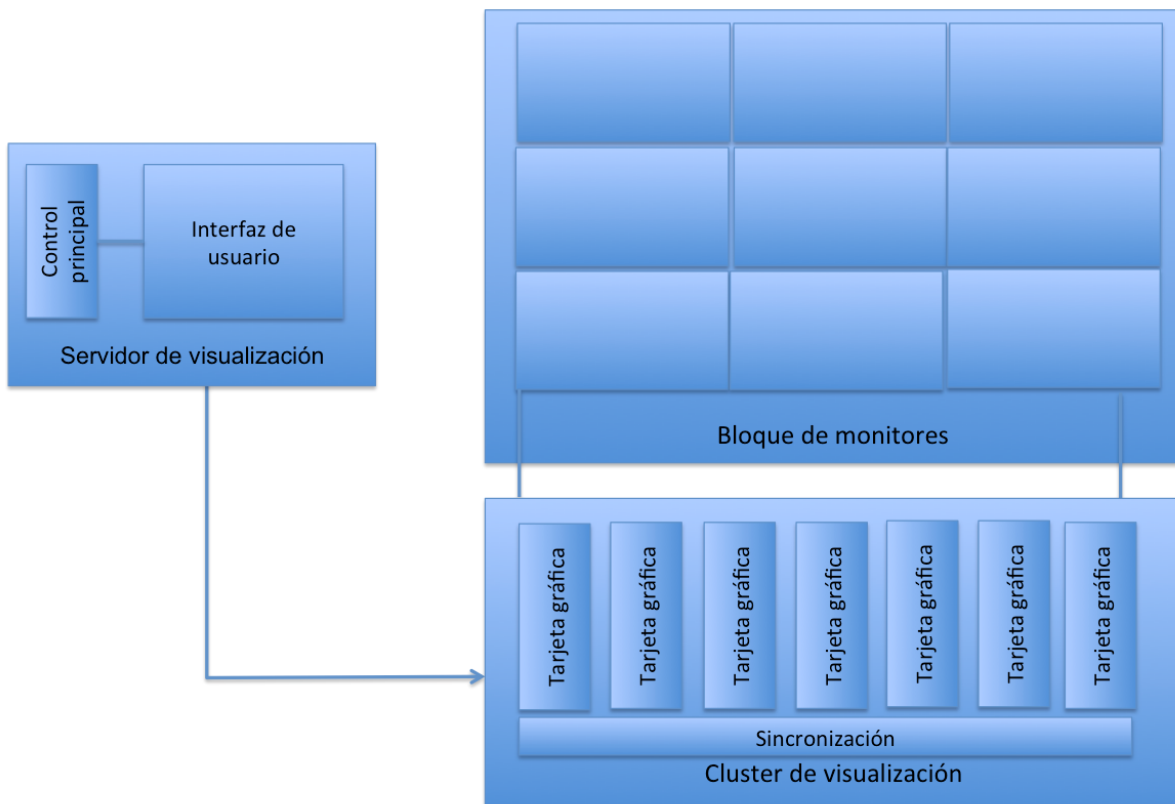 Control
principal
Interfaz de
usuario
Servidor de visualización
Bloque de monitores
Tarjeta gráfica
Tarjeta gráfica
Tarjeta gráfica
Tarjeta gráfica
Tarjeta gráfica
Tarjeta gráfica
Tarjeta gráfica
Sincronización
Cluster de visualización